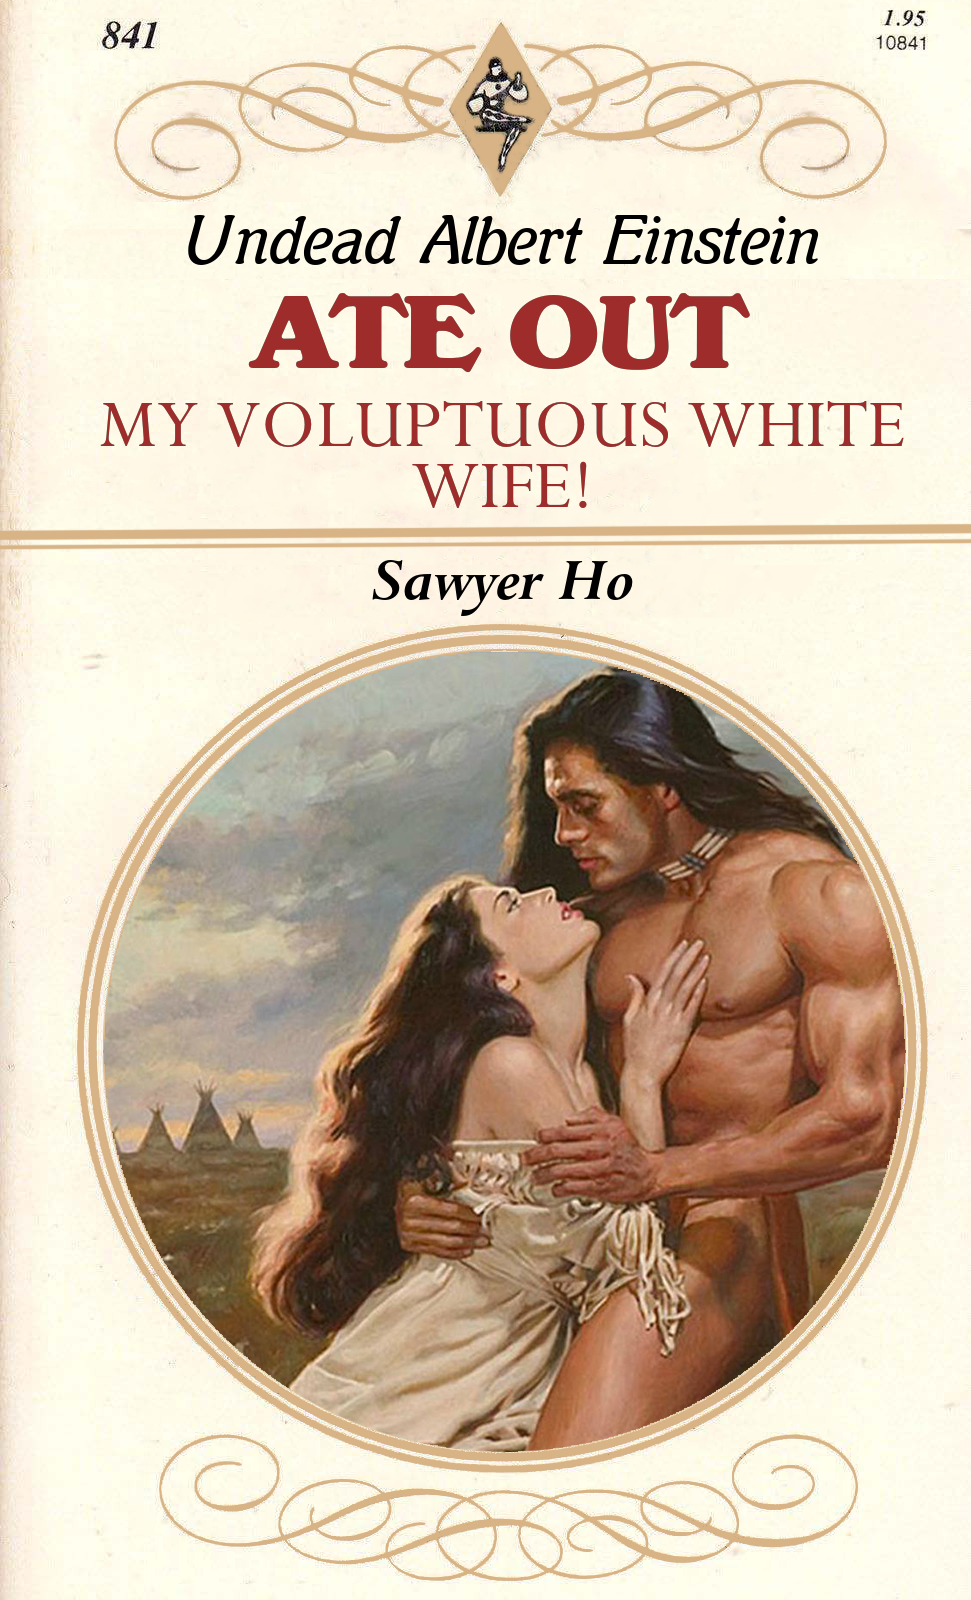 841
1.95
10841
Undead Albert Einstein
ATE OUT
MY VOLUPTUOUS WHITE
WIFE!
Sawyer Ho